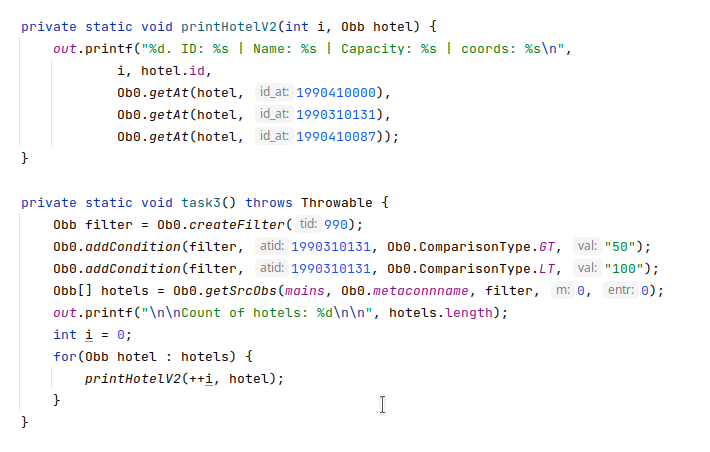 private static void printHotelV2(int i, Obb hotel) {
out.printf("%d. ID: %s | Name: %s | Capacity: %s | coords: %s\n",
i, hotel.id,
Ob0.getAt(hotel, id_at: 1990410000),
Ob0.getAt(hotel, id_at: 1990310131),
Ob0.getAt(hotel, id_at: 1990410087));
}
private static void task3() throws Throwable {
Obb filter = Ob0.createFilter( tid: 990);
Ob0.addCondition(filter, atid: 1990310131, Ob0.ComparisonType.GT, val: "50");
Ob0.addCondition(filter, atid: 1990310131, Ob0.ComparisonType.LT, val: "100");
Obb[] hotels = Ob0.getSrcObs(mains, Ob0.metaconnname, filter, m: 0, entr: 0);
out.printf("\n\nCount of hotels: %d\n\n", hotels.length);
int i = 0;
for(Obb hotel : hotels) {
printHotelV2(++i, hotel);
}
}